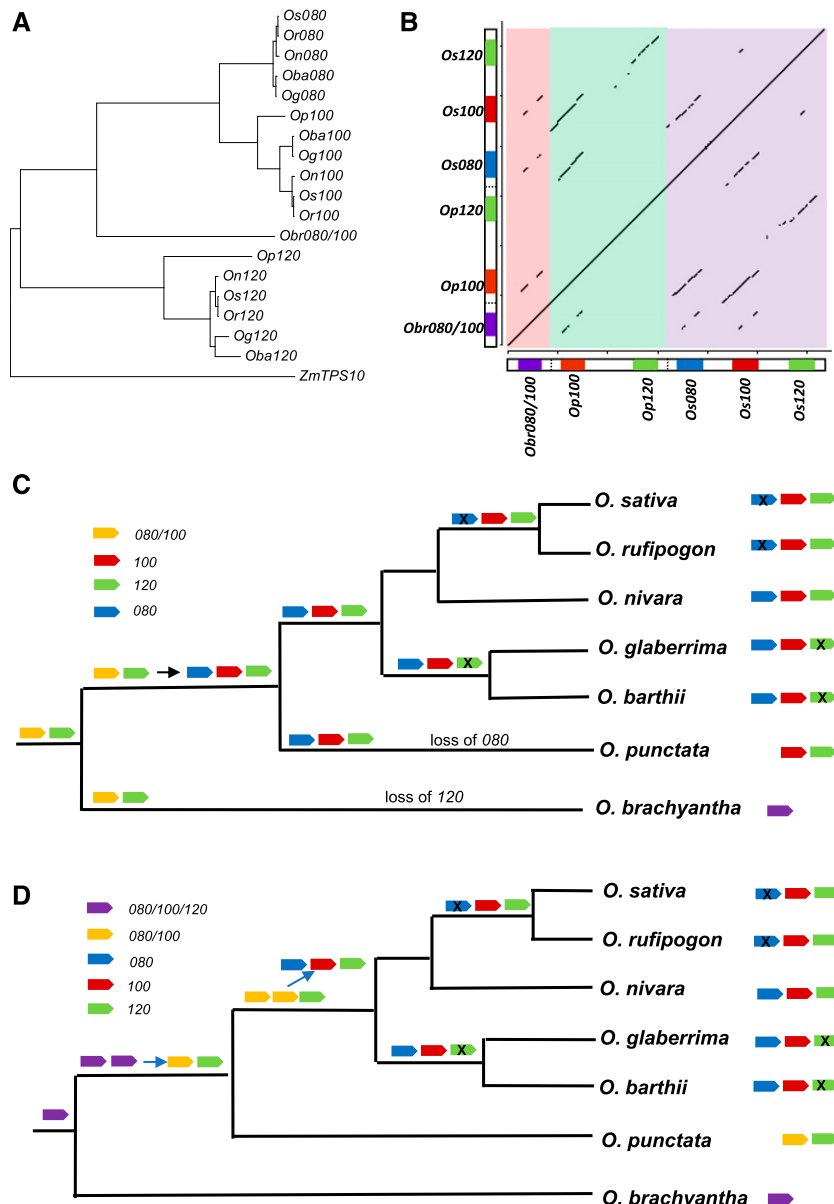 A
Os080
Or080
On080
Oba080
Og080
Op100
Oba100
Og100
On100
Os100
Or100
Obr080/100
Op120
On120
Os120
Or120
Og120
Oba120
ZmTPS10
B
Os120
Os100
Os080
Op120
Op100
Obr080/100
Obr080/100
Op100
Op120
Os080
Os100
Os120
C
080/100
100
120
080
X
X
loss of 080
loss of 120
O. sativa
X
O. rufipogon
X
O. nivara
O. glaberrima
X
O. barthii
X
O. punctata
O. brachyantha
D
080/100/120
080/100
080
100
120
X
X
O. sativa
X
O. rufipogon
X
O. nivara
O. glaberrima
X
O. barthii
X
O. punctata
O. brachyantha